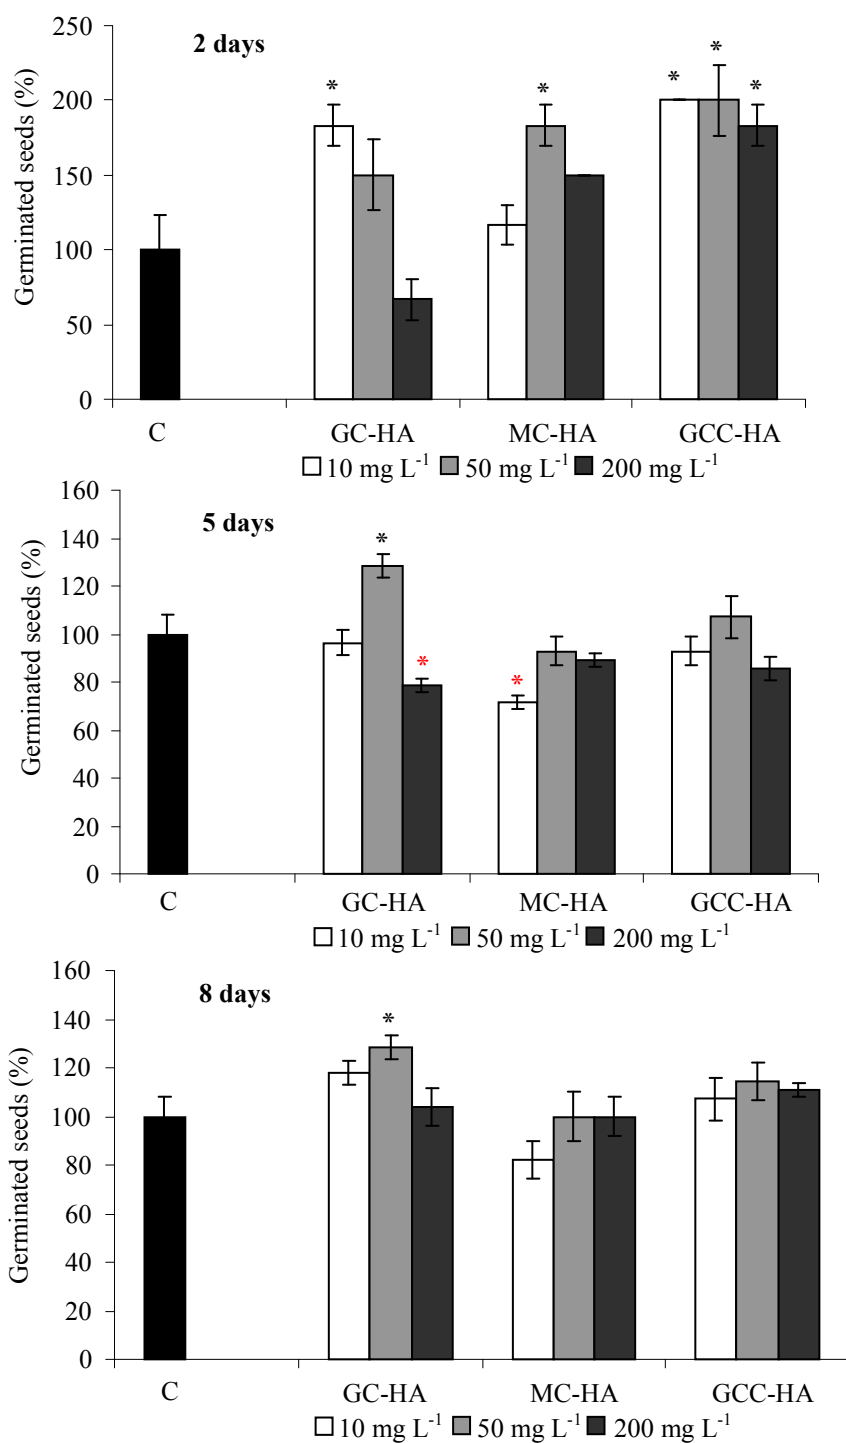 2 days
Germinated seeds (%)
250
200
150
100
50
0
* * * * * *
C GC-HA MC-HA GCC-HA
10 mg L⁻¹ 50 mg L⁻¹ 200 mg L⁻¹
5 days
Germinated seeds (%)
160
140
120
100
80
60
40
20
0
* * *
C GC-HA MC-HA GCC-HA
10 mg L⁻¹ 50 mg L⁻¹ 200 mg L⁻¹
8 days
Germinated seeds (%)
160
140
120
100
80
60
40
20
0
*
C GC-HA MC-HA GCC-HA
10 mg L⁻¹ 50 mg L⁻¹ 200 mg L⁻¹